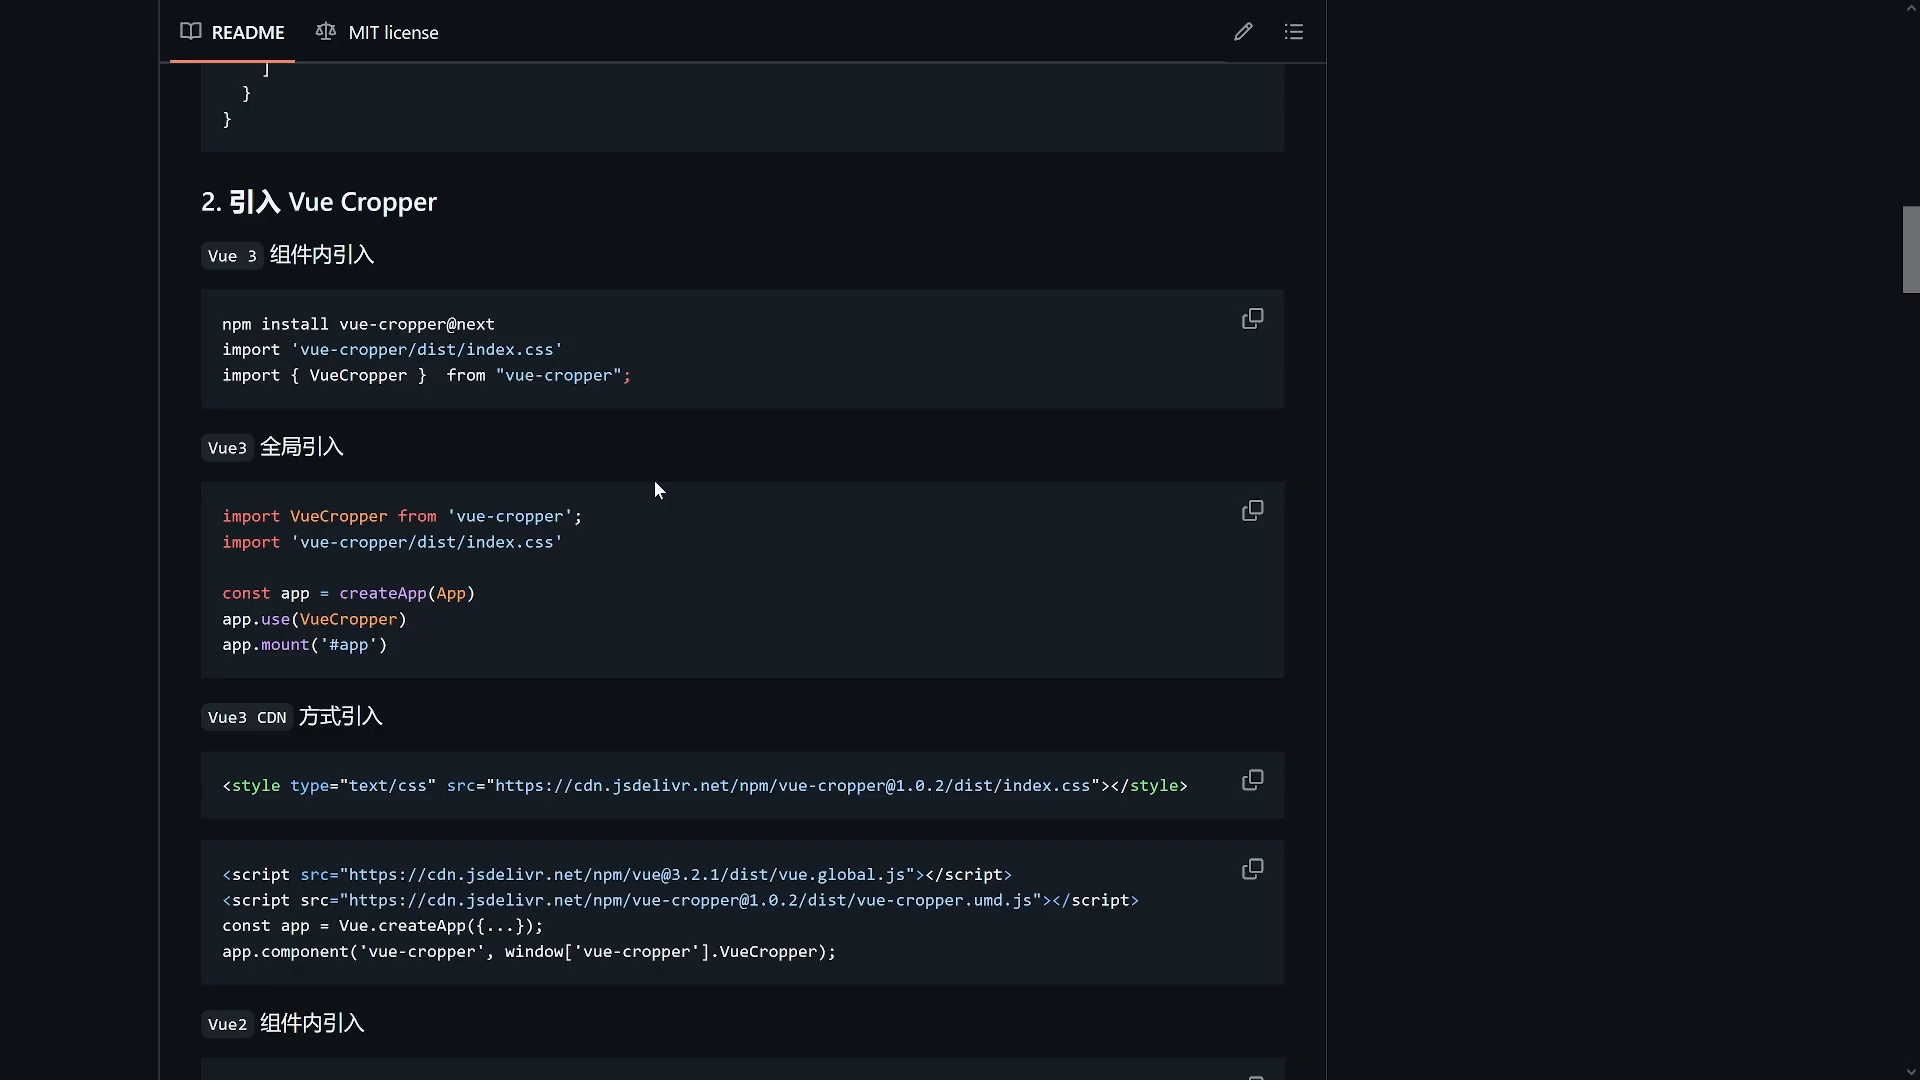 README MIT license
]
}
}
2. 引入 Vue Cropper
Vue 3 组件内引入
npm install vue-cropper@next
import 'vue-cropper/dist/index.css'
import { VueCropper }  from "vue-cropper";
Vue3 全局引入
import VueCropper from 'vue-cropper';
import 'vue-cropper/dist/index.css'
const app = createApp(App)
app.use(VueCropper)
app.mount('#app')
Vue3 CDN 方式引入
<style type="text/css" src="https://cdn.jsdelivr.net/npm/vue-cropper@1.0.2/dist/index.css"></style>
<script src="https://cdn.jsdelivr.net/npm/vue@3.2.1/dist/vue.global.js"></script>
<script src="https://cdn.jsdelivr.net/npm/vue-cropper@1.0.2/dist/vue-cropper.umd.js"></script>
const app = Vue.createApp({...});
app.component('vue-cropper', window['vue-cropper'].VueCropper);
Vue2 组件内引入